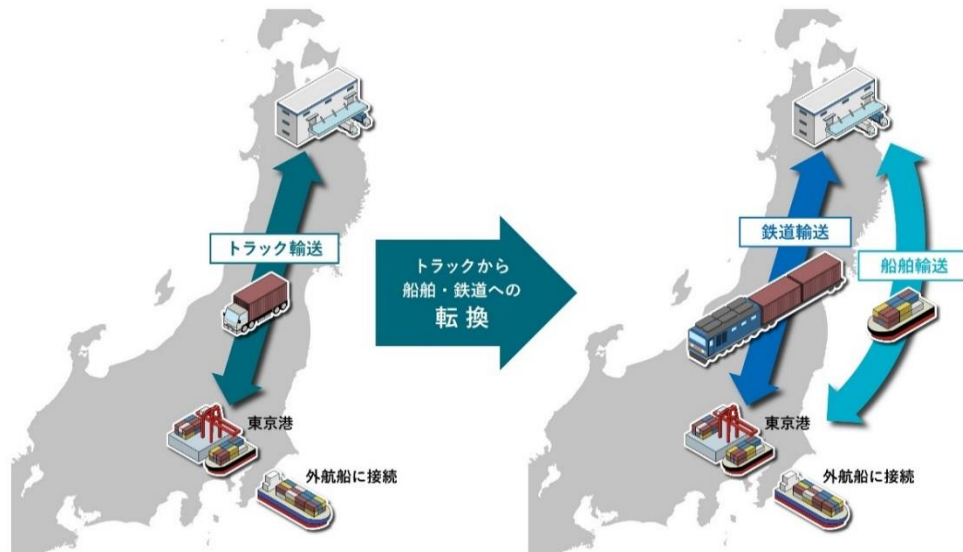 トラック輸送
東京港
外航船に接続
トラックから
船舶・鉄道への
転換
鉄道輸送
船舶輸送
東京港
外航船に接続